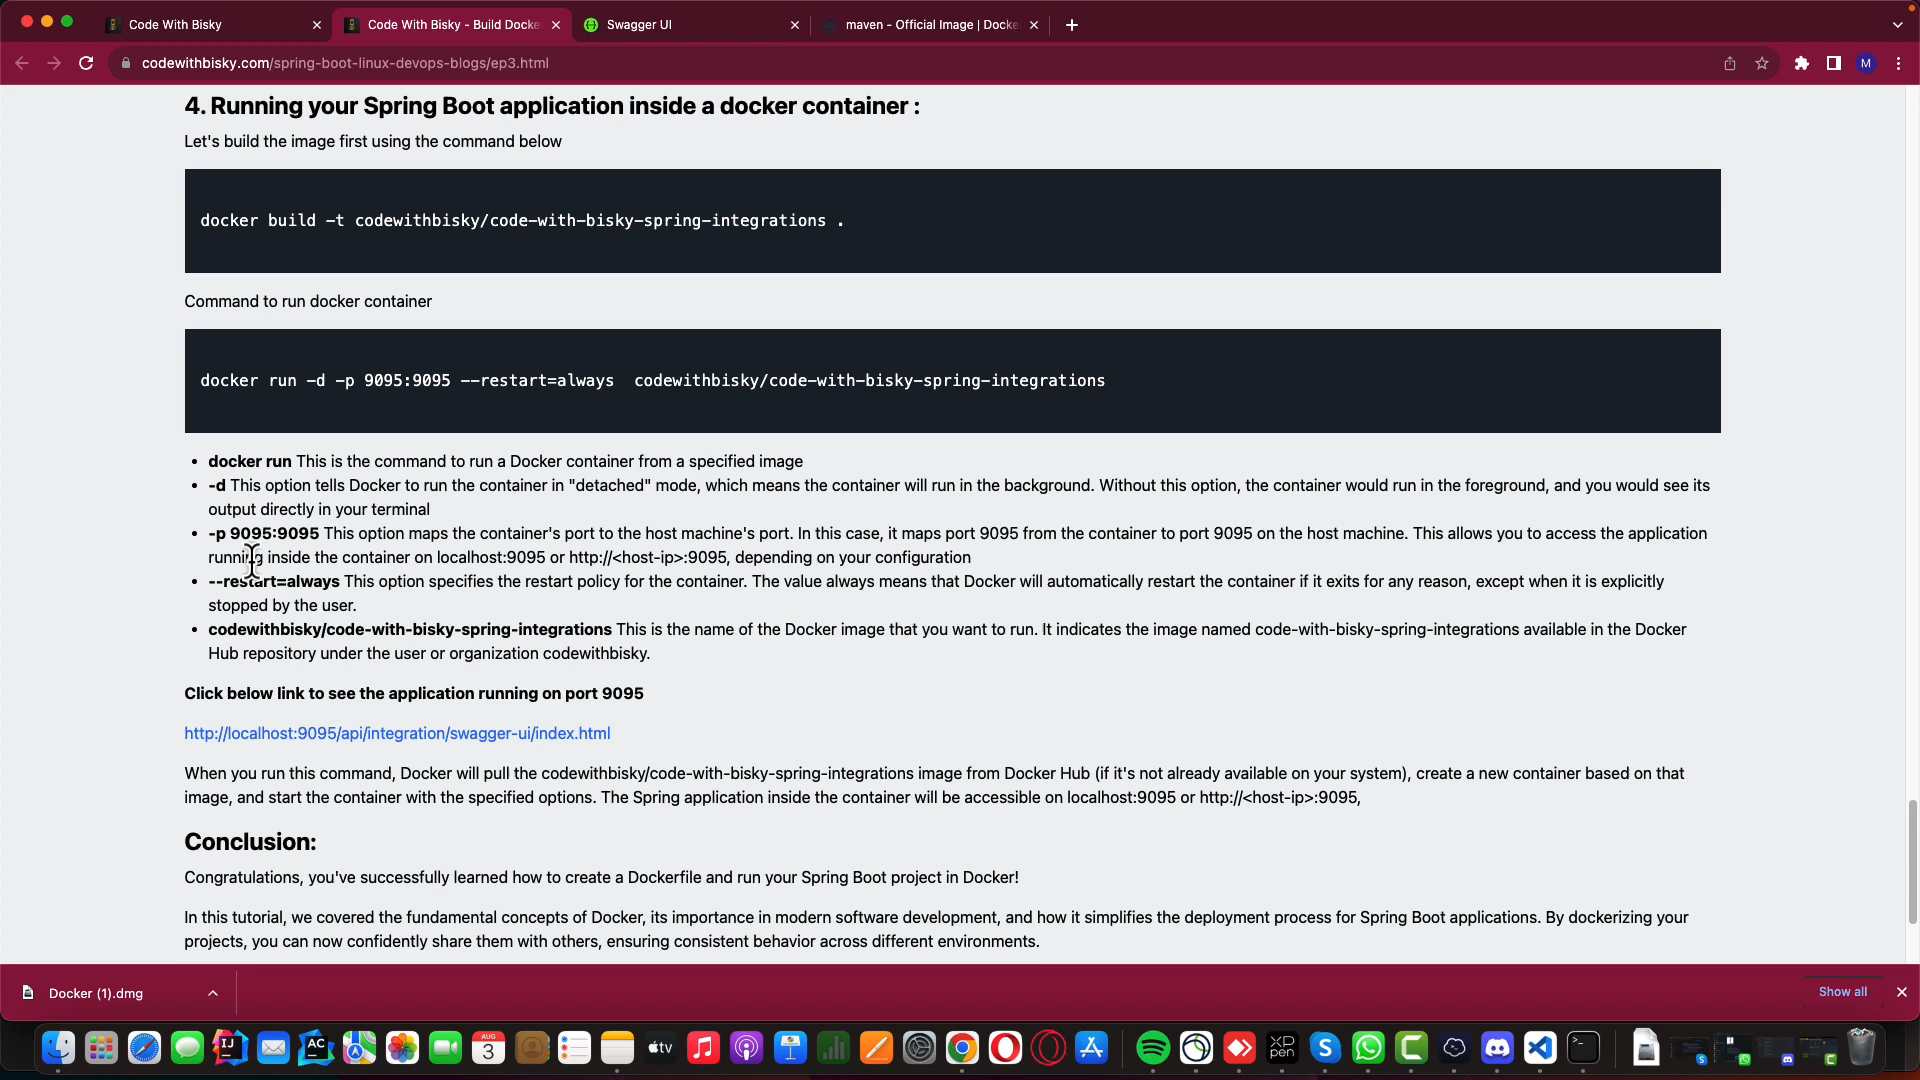 Code With Bisky
Code With Bisky - Build Docke
Swagger UI
maven - Official Image | Docke
codewithbisky.com/spring-boot-linux-devops-blogs/ep3.html
M
4. Running your Spring Boot application inside a docker container :
Let's build the image first using the command below
docker build -t codewithbisky/code-with-bisky-spring-integrations .
Command to run docker container
docker run -d -p 9095:9095 --restart=always  codewithbisky/code-with-bisky-spring-integrations
• docker run This is the command to run a Docker container from a specified image
• -d This option tells Docker to run the container in "detached" mode, which means the container will run in the background. Without this option, the container would run in the foreground, and you would see its
output directly in your terminal
• -p 9095:9095 This option maps the container's port to the host machine's port. In this case, it maps port 9095 from the container to port 9095 on the host machine. This allows you to access the application
running inside the container on localhost:9095 or http://<host-ip>:9095, depending on your configuration
• --restart=always This option specifies the restart policy for the container. The value always means that Docker will automatically restart the container if it exits for any reason, except when it is explicitly
stopped by the user.
• codewithbisky/code-with-bisky-spring-integrations This is the name of the Docker image that you want to run. It indicates the image named code-with-bisky-spring-integrations available in the Docker
Hub repository under the user or organization codewithbisky.
Click below link to see the application running on port 9095
http://localhost:9095/api/integration/swagger-ui/index.html
When you run this command, Docker will pull the codewithbisky/code-with-bisky-spring-integrations image from Docker Hub (if it's not already available on your system), create a new container based on that
image, and start the container with the specified options. The Spring application inside the container will be accessible on localhost:9095 or http://<host-ip>:9095,
Conclusion:
Congratulations, you've successfully learned how to create a Dockerfile and run your Spring Boot project in Docker!
In this tutorial, we covered the fundamental concepts of Docker, its importance in modern software development, and how it simplifies the deployment process for Spring Boot applications. By dockerizing your
projects, you can now confidently share them with others, ensuring consistent behavior across different environments.
Docker (1).dmg
Show all
IJ
AC
AUG
3
tv
XP
pen